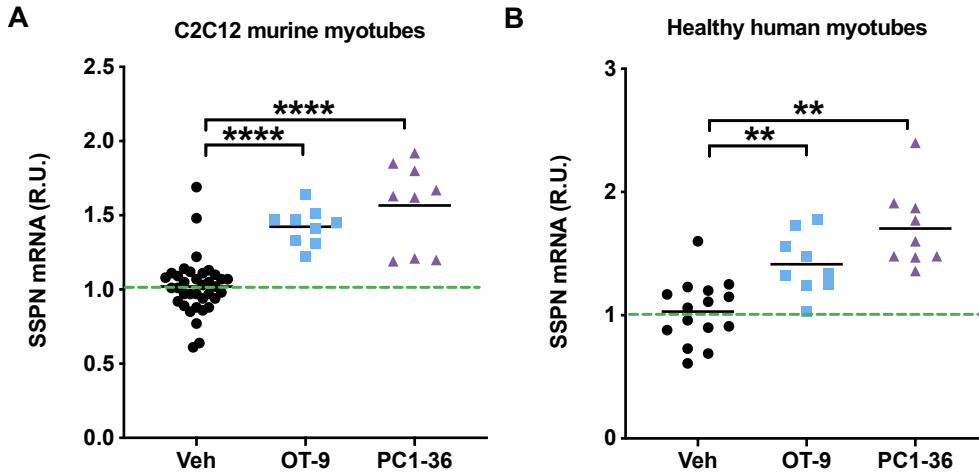 A
C2C12 murine myotubes
SSPN mRNA (R.U.)
2.5
2.0
1.5
1.0
0.5
0.0
****
****
Veh OT-9 PC1-36
B
Healthy human myotubes
SSPN mRNA (R.U.)
3
2
1
0
**
**
Veh OT-9 PC1-36